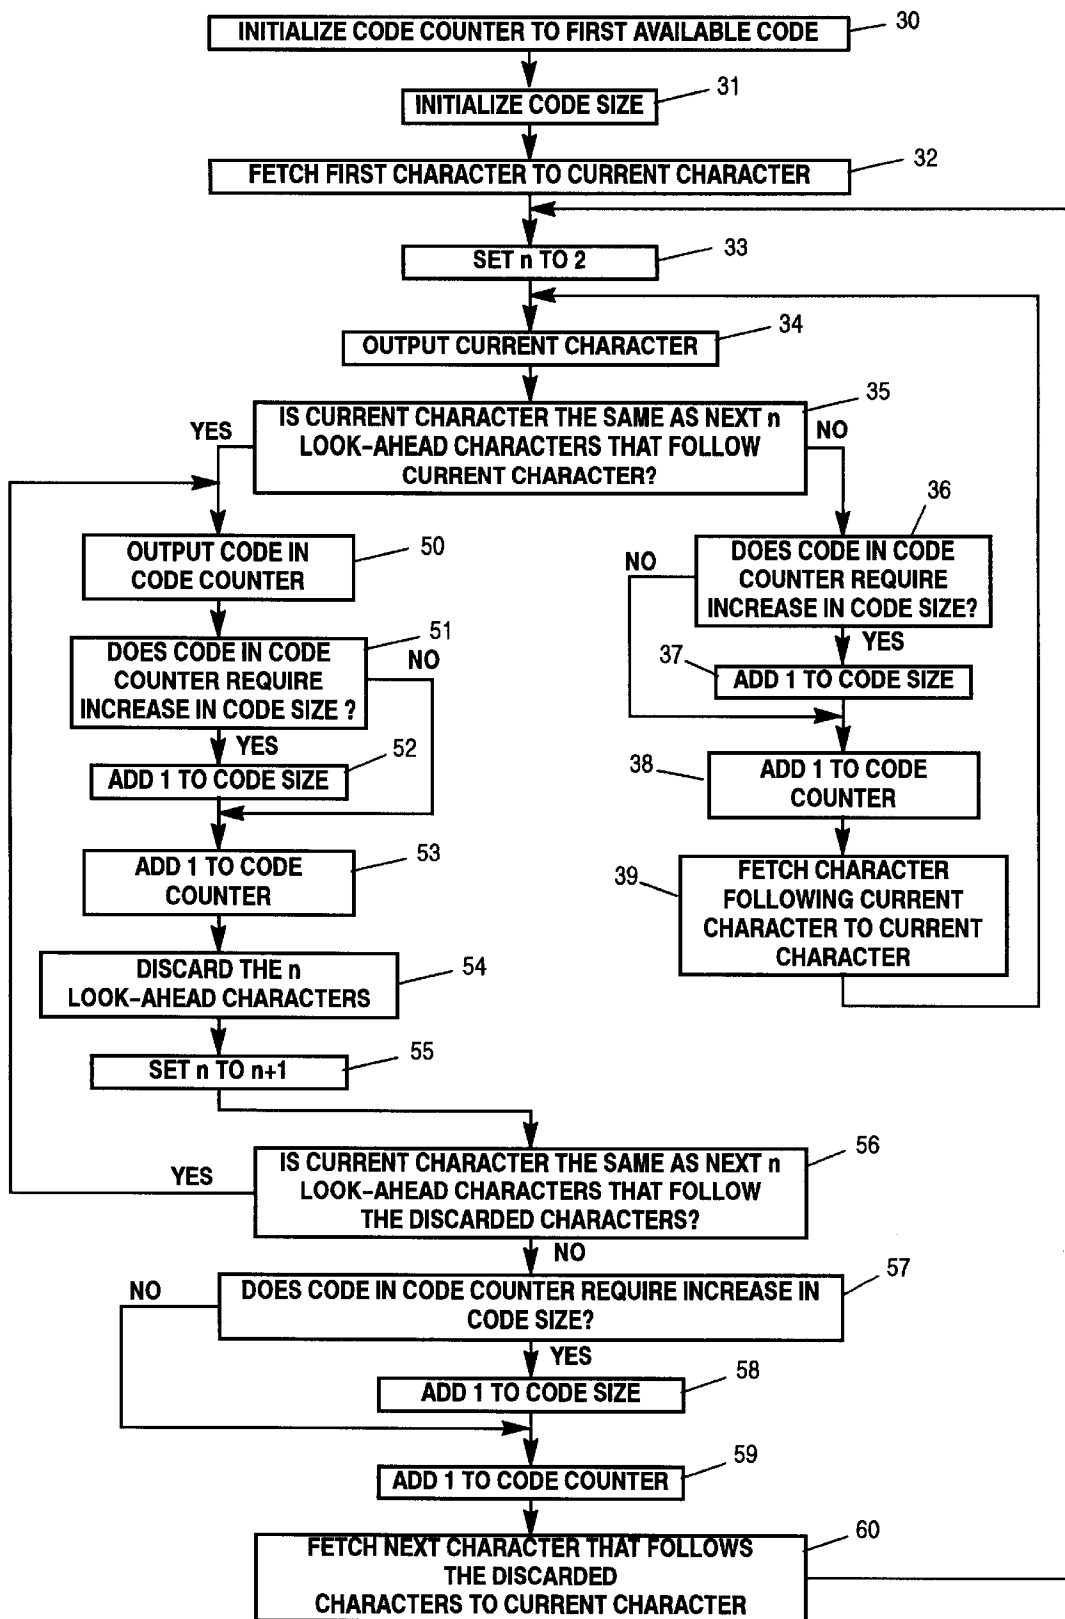 INITIALIZE CODE COUNTER TO FIRST AVAILABLE CODE
30
INITIALIZE CODE SIZE
31
FETCH FIRST CHARACTER TO CURRENT CHARACTER
32
SET n TO 2
33
OUTPUT CURRENT CHARACTER
34
IS CURRENT CHARACTER THE SAME AS NEXT n
LOOK-AHEAD CHARACTERS THAT FOLLOW
CURRENT CHARACTER?
35
YES
NO
OUTPUT CODE IN
CODE COUNTER
50
DOES CODE IN CODE
COUNTER REQUIRE
INCREASE IN CODE SIZE ?
51
NO
YES
ADD 1 TO CODE SIZE
52
ADD 1 TO CODE
COUNTER
53
DISCARD THE n
LOOK-AHEAD CHARACTERS
54
SET n TO n+1
55
DOES CODE IN CODE
COUNTER REQUIRE
INCREASE IN CODE SIZE?
36
NO
YES
37
ADD 1 TO CODE SIZE
38
ADD 1 TO CODE
COUNTER
39
FETCH CHARACTER
FOLLOWING CURRENT
CHARACTER TO CURRENT
CHARACTER
IS CURRENT CHARACTER THE SAME AS NEXT n
LOOK-AHEAD CHARACTERS THAT FOLLOW
THE DISCARDED CHARACTERS?
56
YES
NO
DOES CODE IN CODE COUNTER REQUIRE INCREASE IN
CODE SIZE?
57
NO
YES
ADD 1 TO CODE SIZE
58
ADD 1 TO CODE COUNTER
59
FETCH NEXT CHARACTER THAT FOLLOWS
THE DISCARDED
CHARACTERS TO CURRENT CHARACTER
60